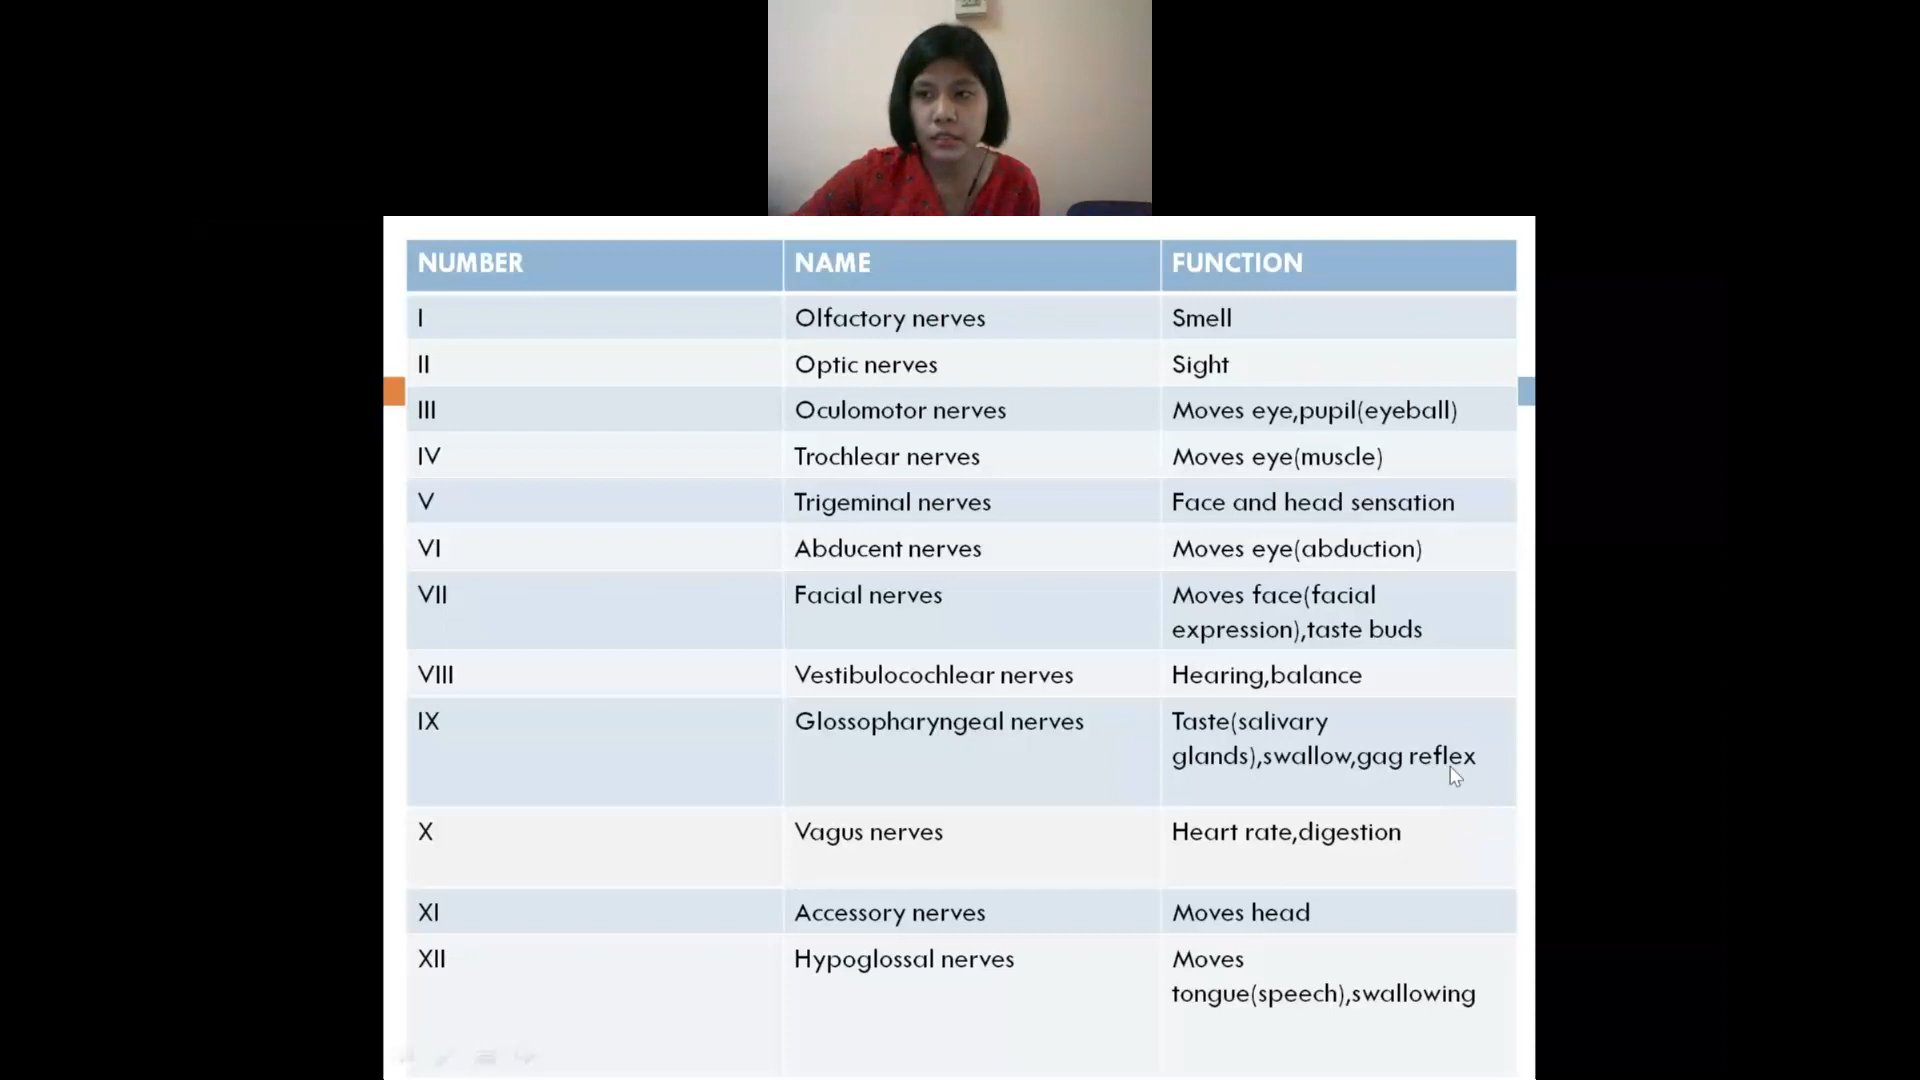 NUMBER NAME FUNCTION
I Olfactory nerves Smell
II Optic nerves Sight
III Oculomotor nerves Moves eye,pupil(eyeball)
IV Trochlear nerves Moves eye(muscle)
V Trigeminal nerves Face and head sensation
VI Abducent nerves Moves eye(abduction)
VII Facial nerves Moves face(facial
expression),taste buds
VIII Vestibulocochlear nerves Hearing,balance
IX Glossopharyngeal nerves Taste(salivary
glands),swallow,gag reflex
X Vagus nerves Heart rate,digestion
XI Accessory nerves Moves head
XII Hypoglossal nerves Moves
tongue(speech),swallowing